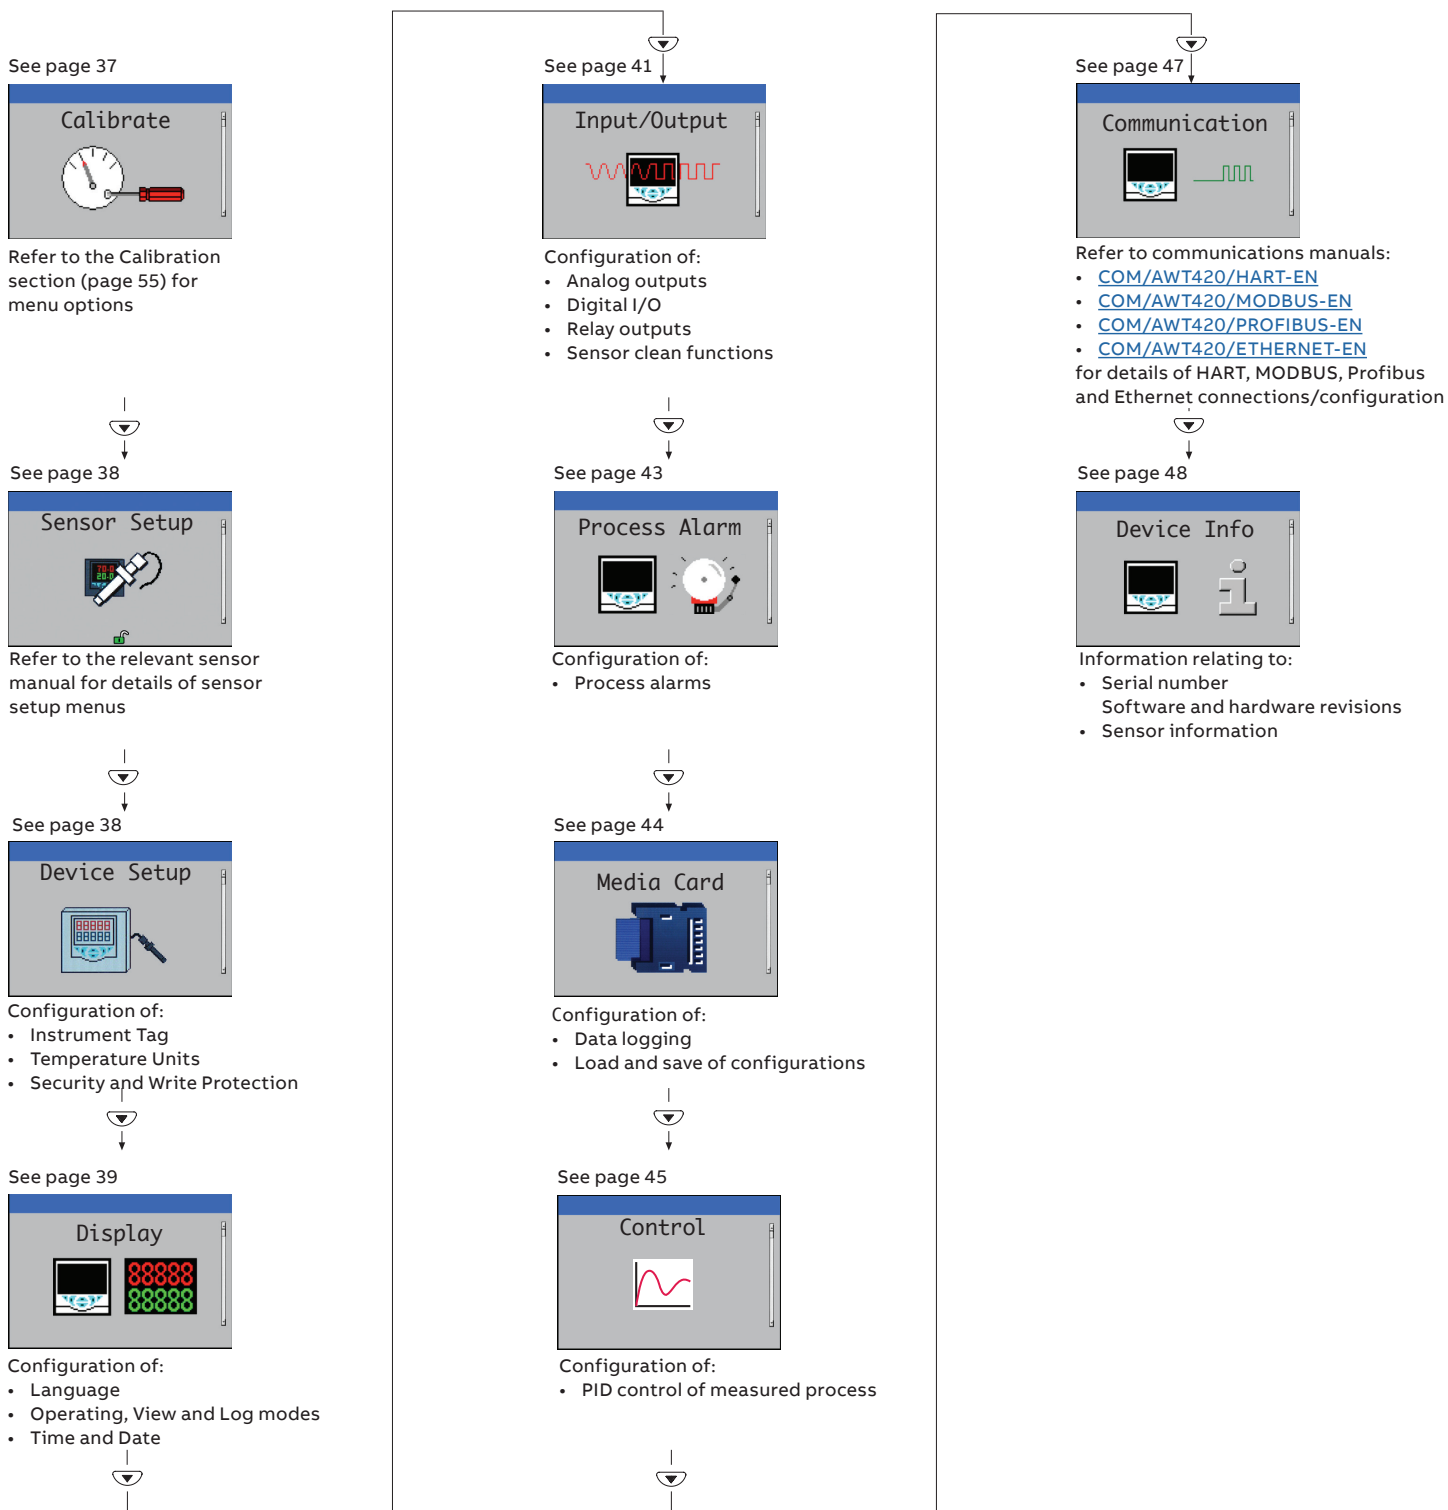 See page 37
Calibrate
Refer to the Calibration
section (page 55) for
menu options
See page 38
Sensor Setup
70.0
20.0
Refer to the relevant sensor
manual for details of sensor
setup menus
See page 38
Device Setup
88888
88888
Configuration of:
• Instrument Tag
• Temperature Units
• Security and Write Protection
See page 39
Display
88888
88888
Configuration of:
• Language
• Operating, View and Log modes
• Time and Date
See page 41
Input/Output
Configuration of:
• Analog outputs
• Digital I/O
• Relay outputs
• Sensor clean functions
See page 43
Process Alarm
Configuration of:
• Process alarms
See page 44
Media Card
Configuration of:
• Data logging
• Load and save of configurations
See page 45
Control
Configuration of:
• PID control of measured process
See page 47
Communication
Refer to communications manuals:
• COM/AWT420/HART-EN
• COM/AWT420/MODBUS-EN
• COM/AWT420/PROFIBUS-EN
• COM/AWT420/ETHERNET-EN
for details of HART, MODBUS, Profibus
and Ethernet connections/configuration
See page 48
Device Info
Information relating to:
• Serial number
Software and hardware revisions
• Sensor information